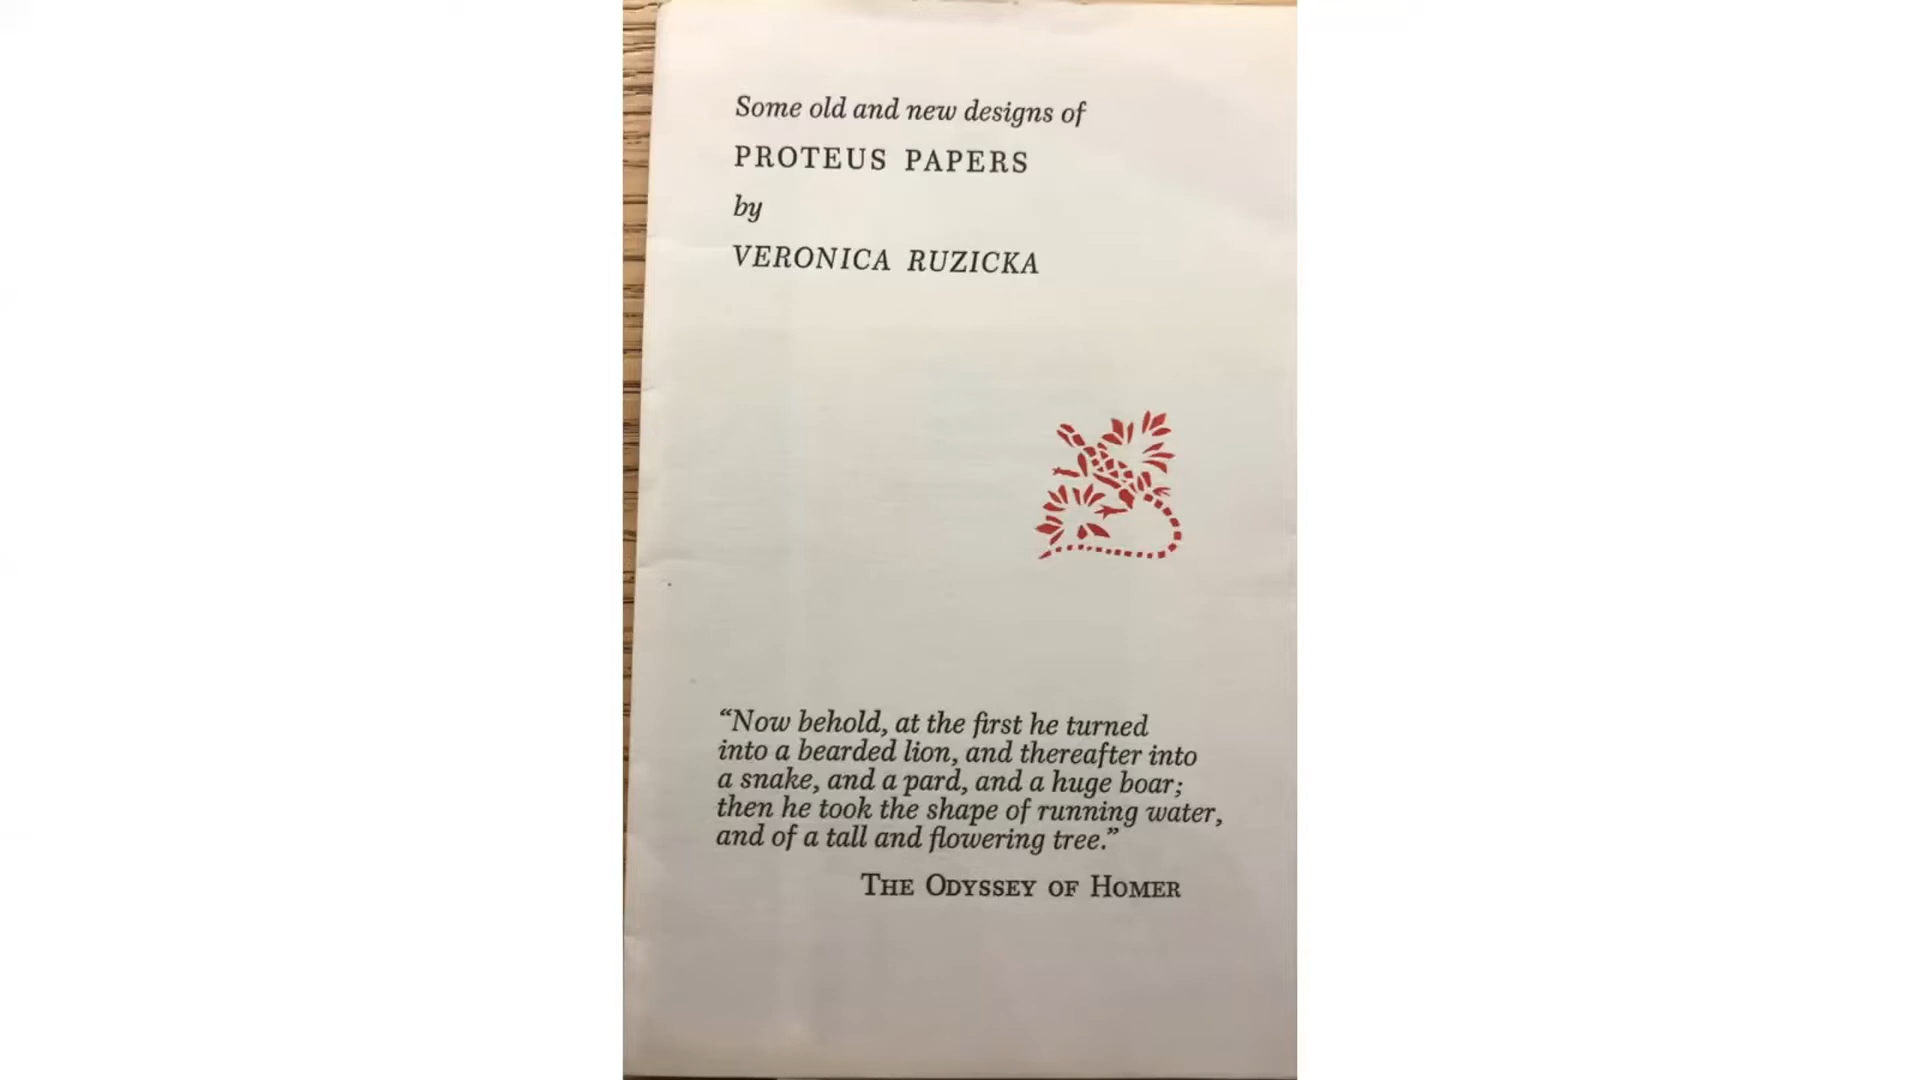 Some old and new designs of
PROTEUS PAPERS
by
VERONICA RUZICKA
“Now behold, at the first he turned
into a bearded lion, and thereafter into
a snake, and a pard, and a huge boar;
then he took the shape of running water,
and of a tall and flowering tree.”
THE ODYSSEY OF HOMER